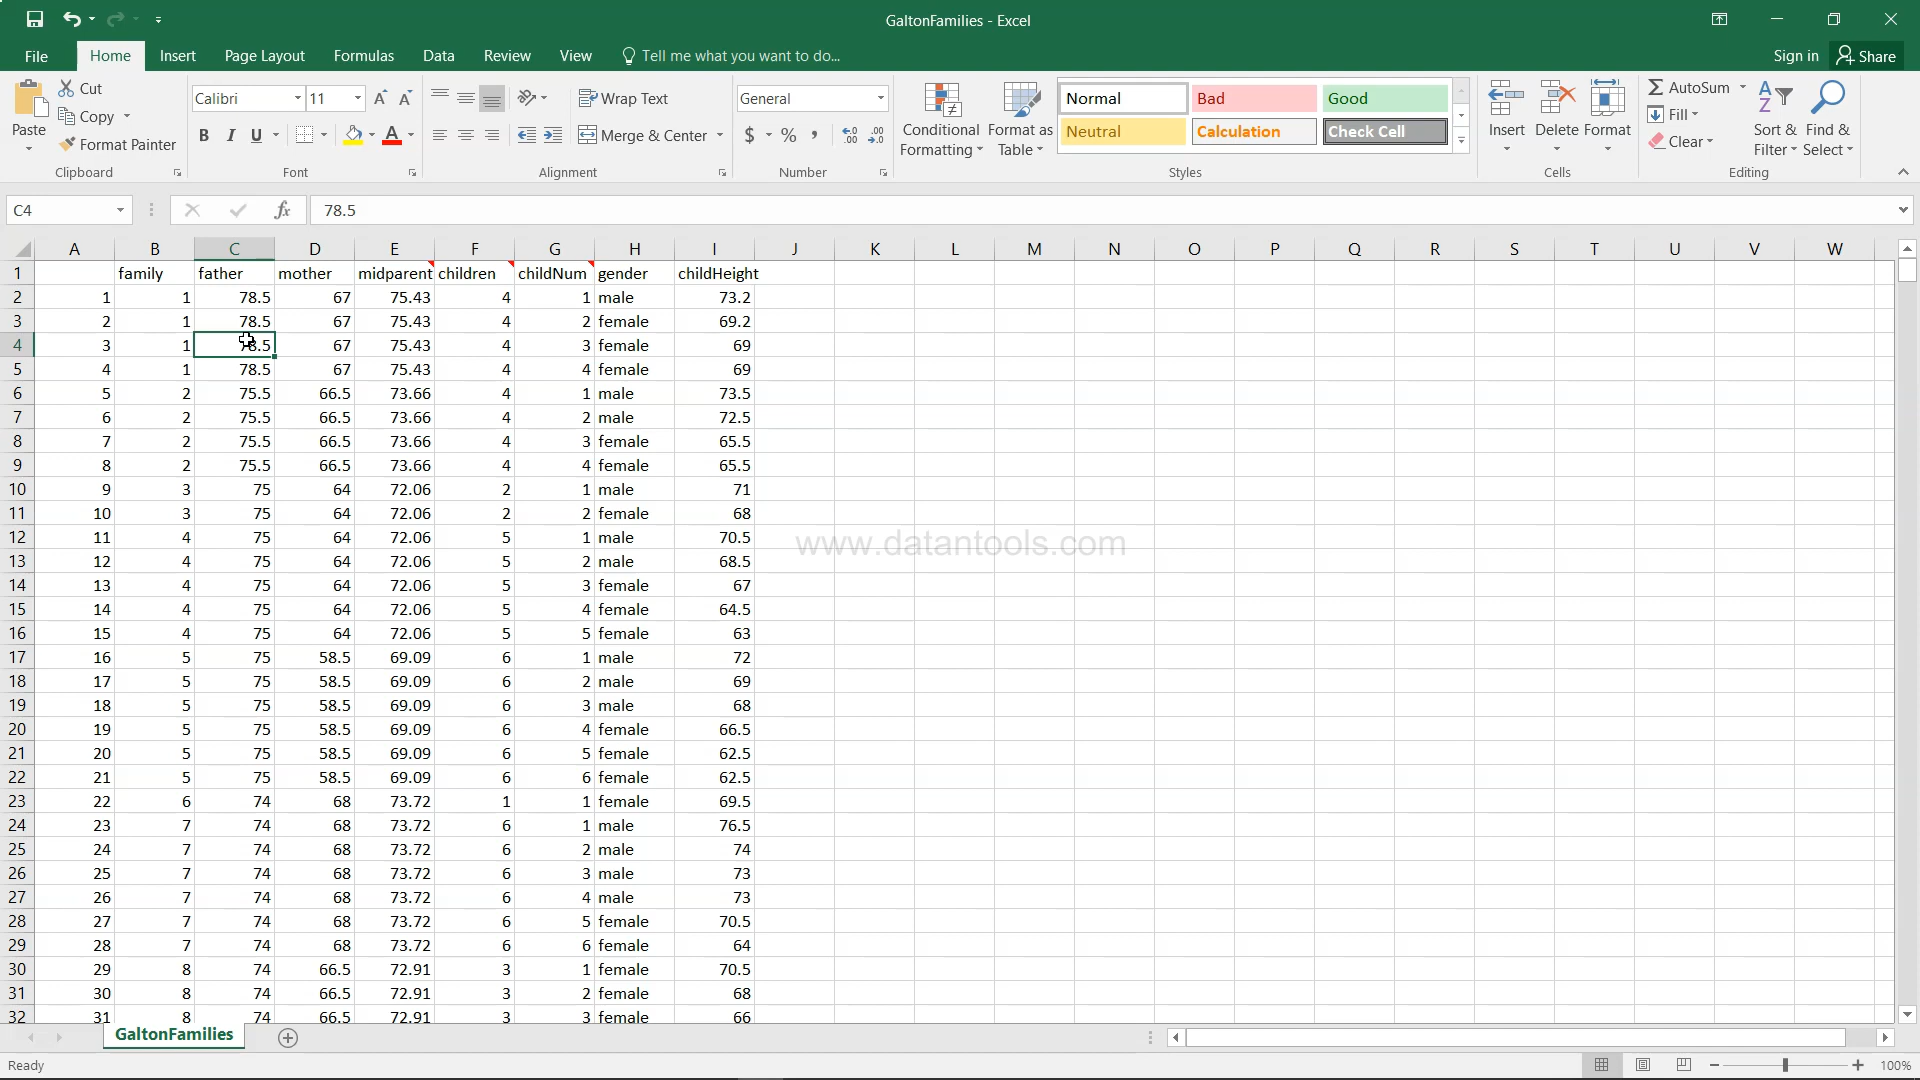 GaltonFamilies - Excel
File Home Insert Page Layout Formulas Data Review View Tell me what you want to do... Sign in Share
Paste Cut Copy Format Painter Clipboard
Calibri 11 B I U A Font
Wrap Text Merge & Center Alignment
General $ % , Number
Conditional Formatting Format as Table
Normal Bad Good
Neutral Calculation Check Cell
Styles
Insert Delete Format Cells
AutoSum Fill Clear Sort & Filter Find & Select Editing
C4 fx 78.5
A B C D E F G H I J K L M N O P Q R S T U V W
1 family father mother midparent children childNum gender childHeight
2 1 1 78.5 67 75.43 4 1 male 73.2
3 2 1 78.5 67 75.43 4 2 female 69.2
4 3 1 78.5 67 75.43 4 3 female 69
5 4 1 78.5 67 75.43 4 4 female 69
6 5 2 75.5 66.5 73.66 4 1 male 73.5
7 6 2 75.5 66.5 73.66 4 2 male 72.5
8 7 2 75.5 66.5 73.66 4 3 female 65.5
9 8 2 75.5 66.5 73.66 4 4 female 65.5
10 9 3 75 64 72.06 2 1 male 71
11 10 3 75 64 72.06 2 2 female 68
12 11 4 75 64 72.06 5 1 male 70.5
www.datantools.com
13 12 4 75 64 72.06 5 2 male 68.5
14 13 4 75 64 72.06 5 3 female 67
15 14 4 75 64 72.06 5 4 female 64.5
16 15 4 75 64 72.06 5 5 female 63
17 16 5 75 58.5 69.09 6 1 male 72
18 17 5 75 58.5 69.09 6 2 male 69
19 18 5 75 58.5 69.09 6 3 male 68
20 19 5 75 58.5 69.09 6 4 female 66.5
21 20 5 75 58.5 69.09 6 5 female 62.5
22 21 5 75 58.5 69.09 6 6 female 62.5
23 22 6 74 68 73.72 1 1 female 69.5
24 23 7 74 68 73.72 6 1 male 76.5
25 24 7 74 68 73.72 6 2 male 74
26 25 7 74 68 73.72 6 3 male 73
27 26 7 74 68 73.72 6 4 male 73
28 27 7 74 68 73.72 6 5 female 70.5
29 28 7 74 68 73.72 6 6 female 64
30 29 8 74 66.5 72.91 3 1 female 70.5
31 30 8 74 66.5 72.91 3 2 female 68
32 31 8 74 66.5 72.91 3 3 female 66
GaltonFamilies
Ready 100%